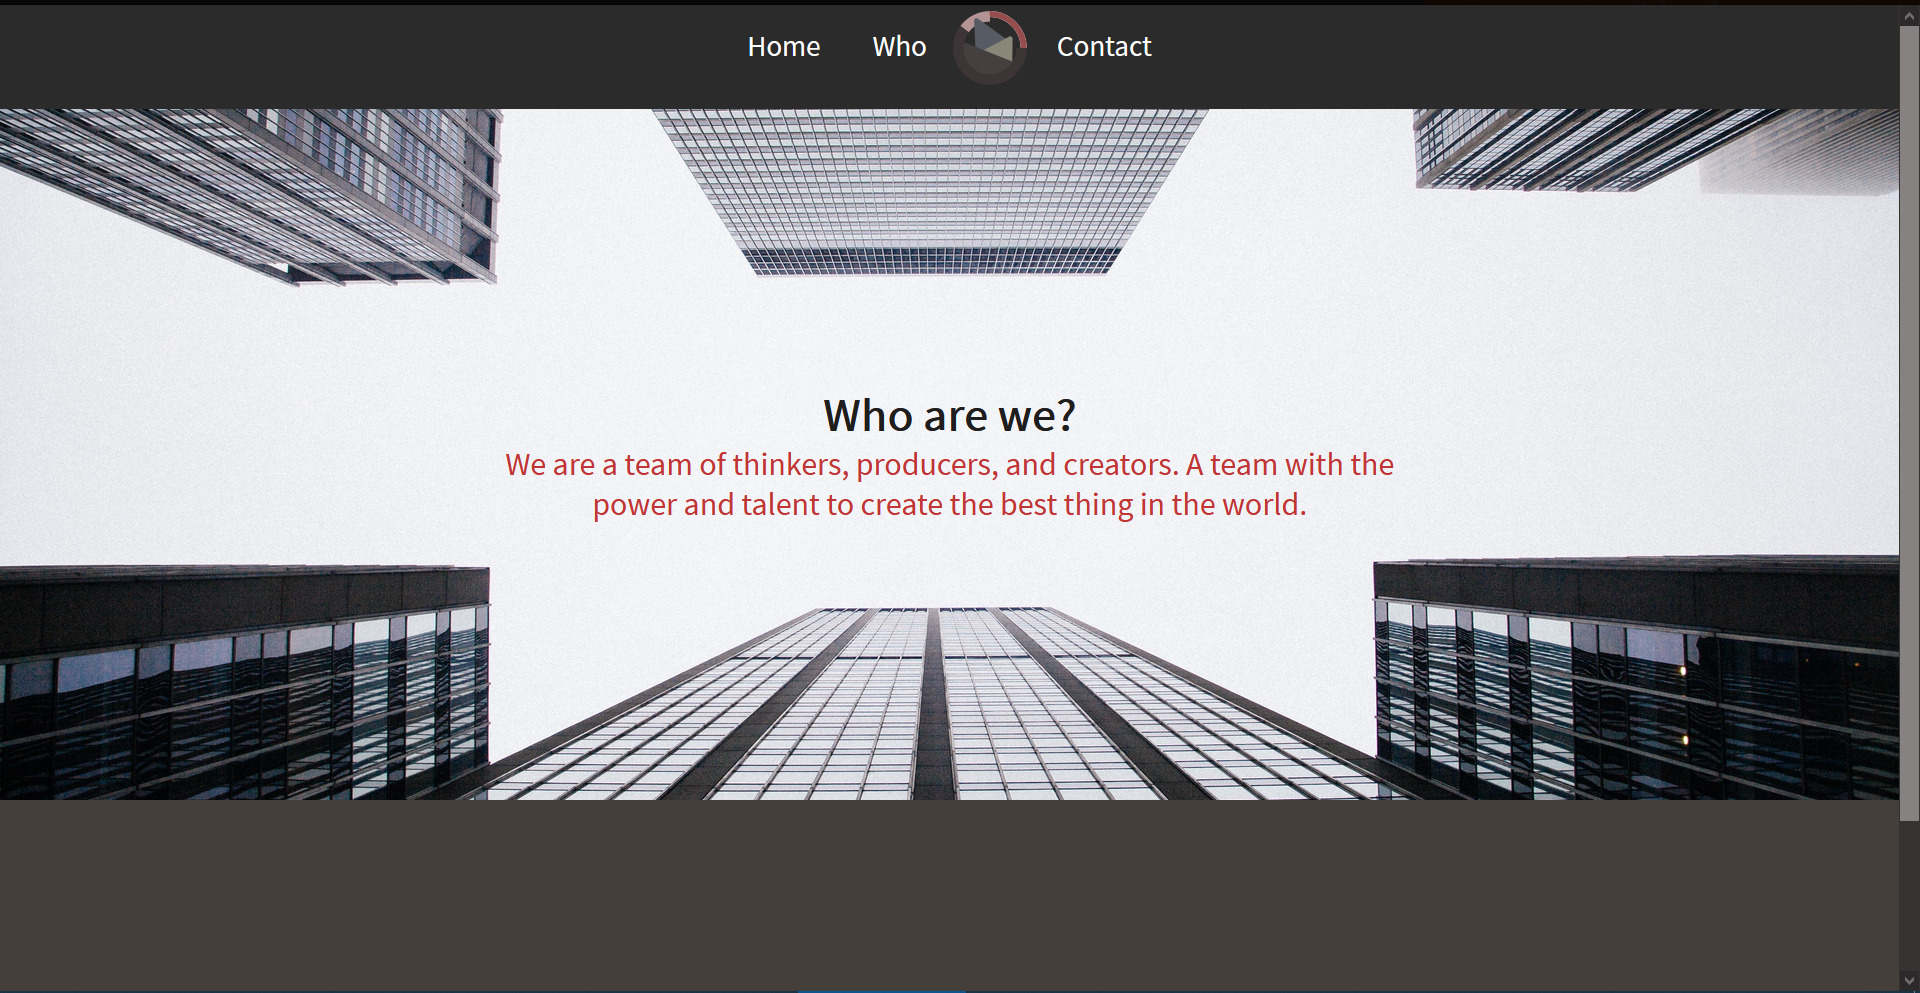 Home Who Contact
Who are we?
We are a team of thinkers, producers, and creators. A team with the
power and talent to create the best thing in the world.